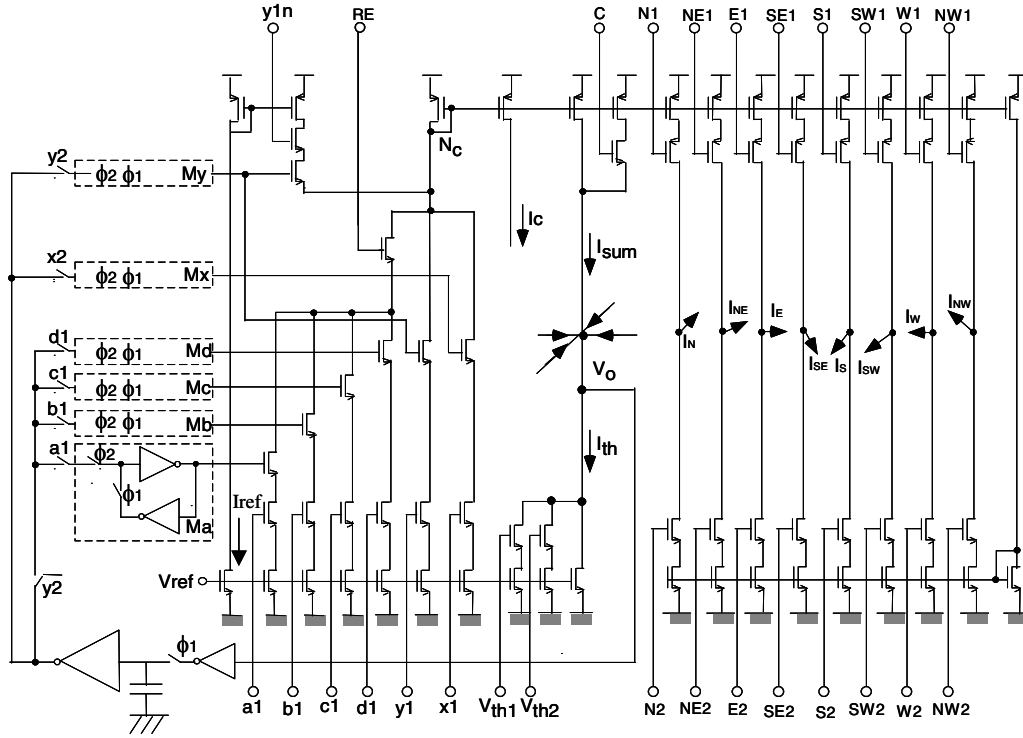 y1n RE C N1 NE1 E1 SE1 S1 SW1 W1 NW1
Nc
y2 ϕ2 ϕ1 My
Ic
Isum
x2 ϕ2 ϕ1 Mx
IN INE IE ISE IS ISW IW INW
d1 ϕ2 ϕ1 Md
Vo
c1 ϕ2 ϕ1 Mc
b1 ϕ2 ϕ1 Mb
a1 ϕ2
Ith
ϕ1
Iref
Ma
Vref
y2
ϕ1
a1 b1 c1 d1 y1 x1 Vth1 Vth2 N2 NE2 E2 SE2 S2 SW2 W2 NW2